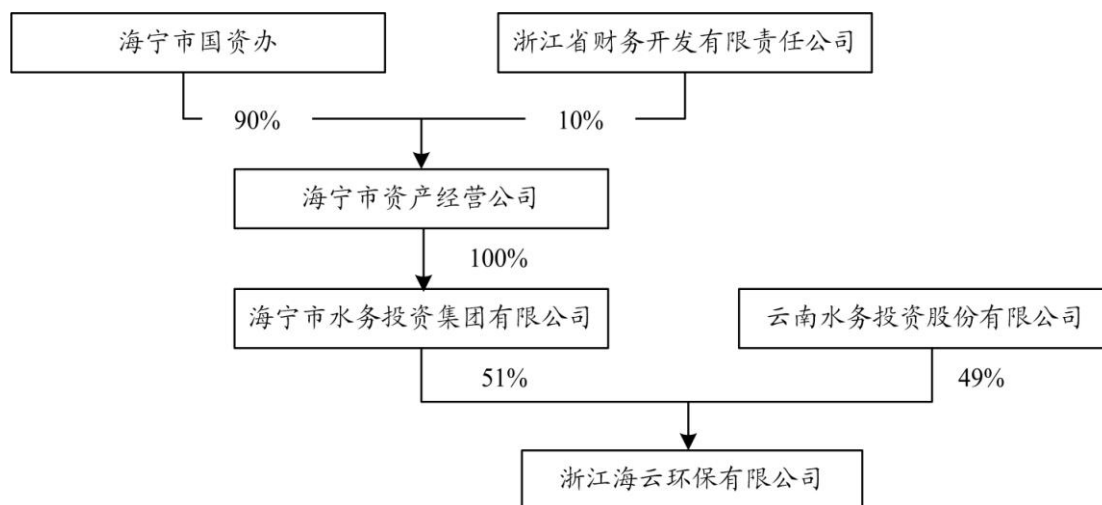 海宁市国资办
浙江省财务开发有限责任公司
90%
10%
海宁市资产经营公司
100%
海宁市水务投资集团有限公司
云南水务投资股份有限公司
51%
49%
浙江海云环保有限公司